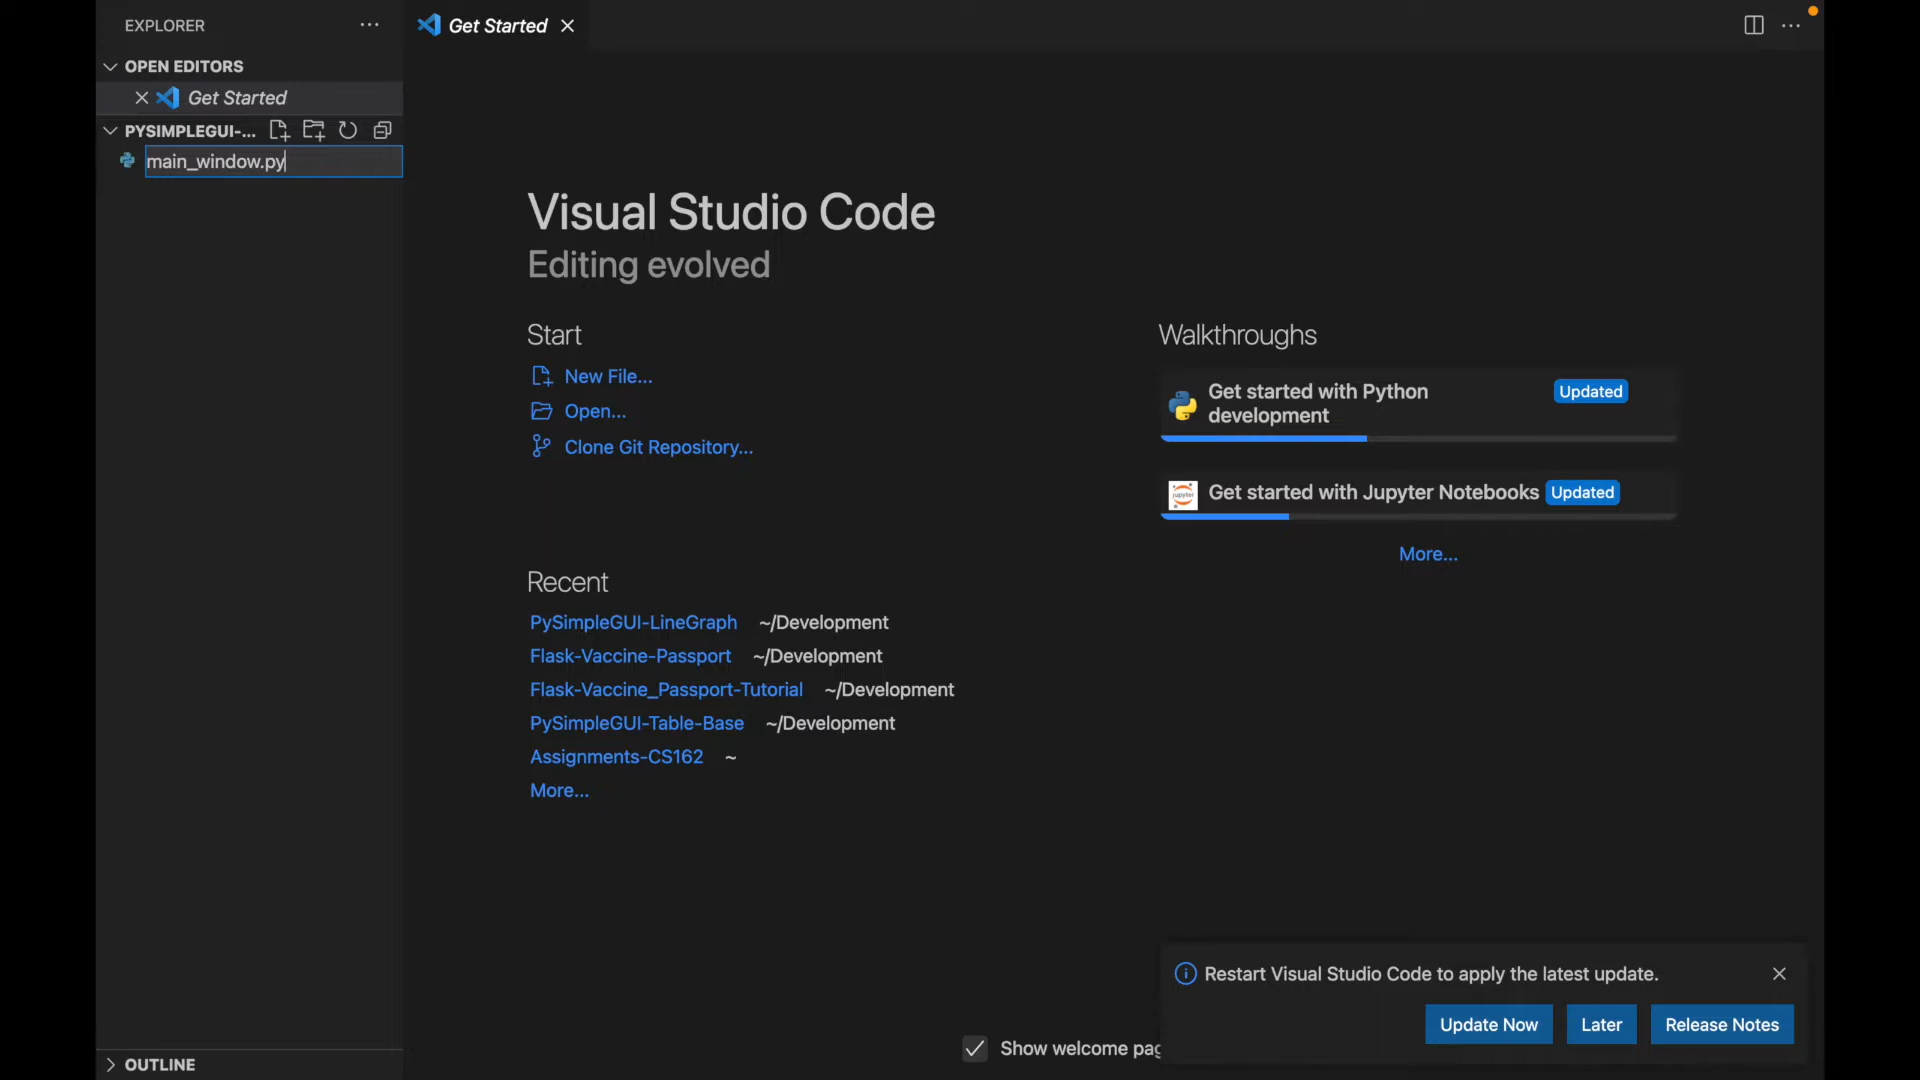 EXPLORER
OPEN EDITORS
Get Started
PYSIMPLEGUI-...
main_window.py
OUTLINE
Get Started
Visual Studio Code
Editing evolved
Start
New File...
Open...
Clone Git Repository...
Recent
PySimpleGUI-LineGraph ~/Development
Flask-Vaccine-Passport ~/Development
Flask-Vaccine_Passport-Tutorial ~/Development
PySimpleGUI-Table-Base ~/Development
Assignments-CS162 ~
More...
Walkthroughs
Get started with Python
development
Updated
jupyter
Get started with Jupyter Notebooks Updated
More...
Show welcome pag
Restart Visual Studio Code to apply the latest update.
Update Now Later Release Notes